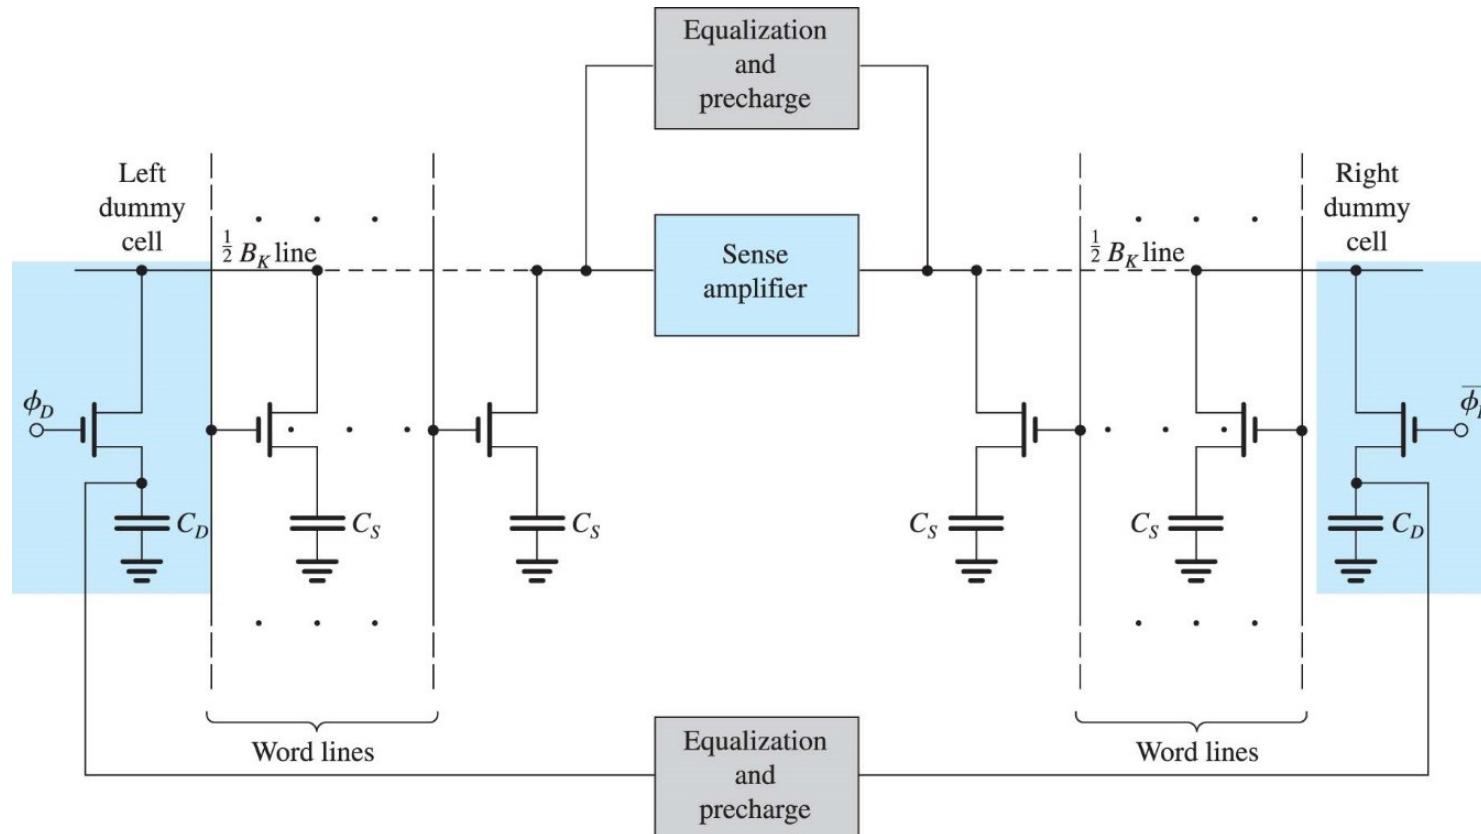 Equalization
and
precharge
Left
dummy
cell
Right
dummy
cell
½ B_K line
Sense
amplifier
½ B_K line
ϕ_D
C_D
C_S
C_S
C_S
C_S
C_D
Word lines
Equalization
and
precharge
Word lines